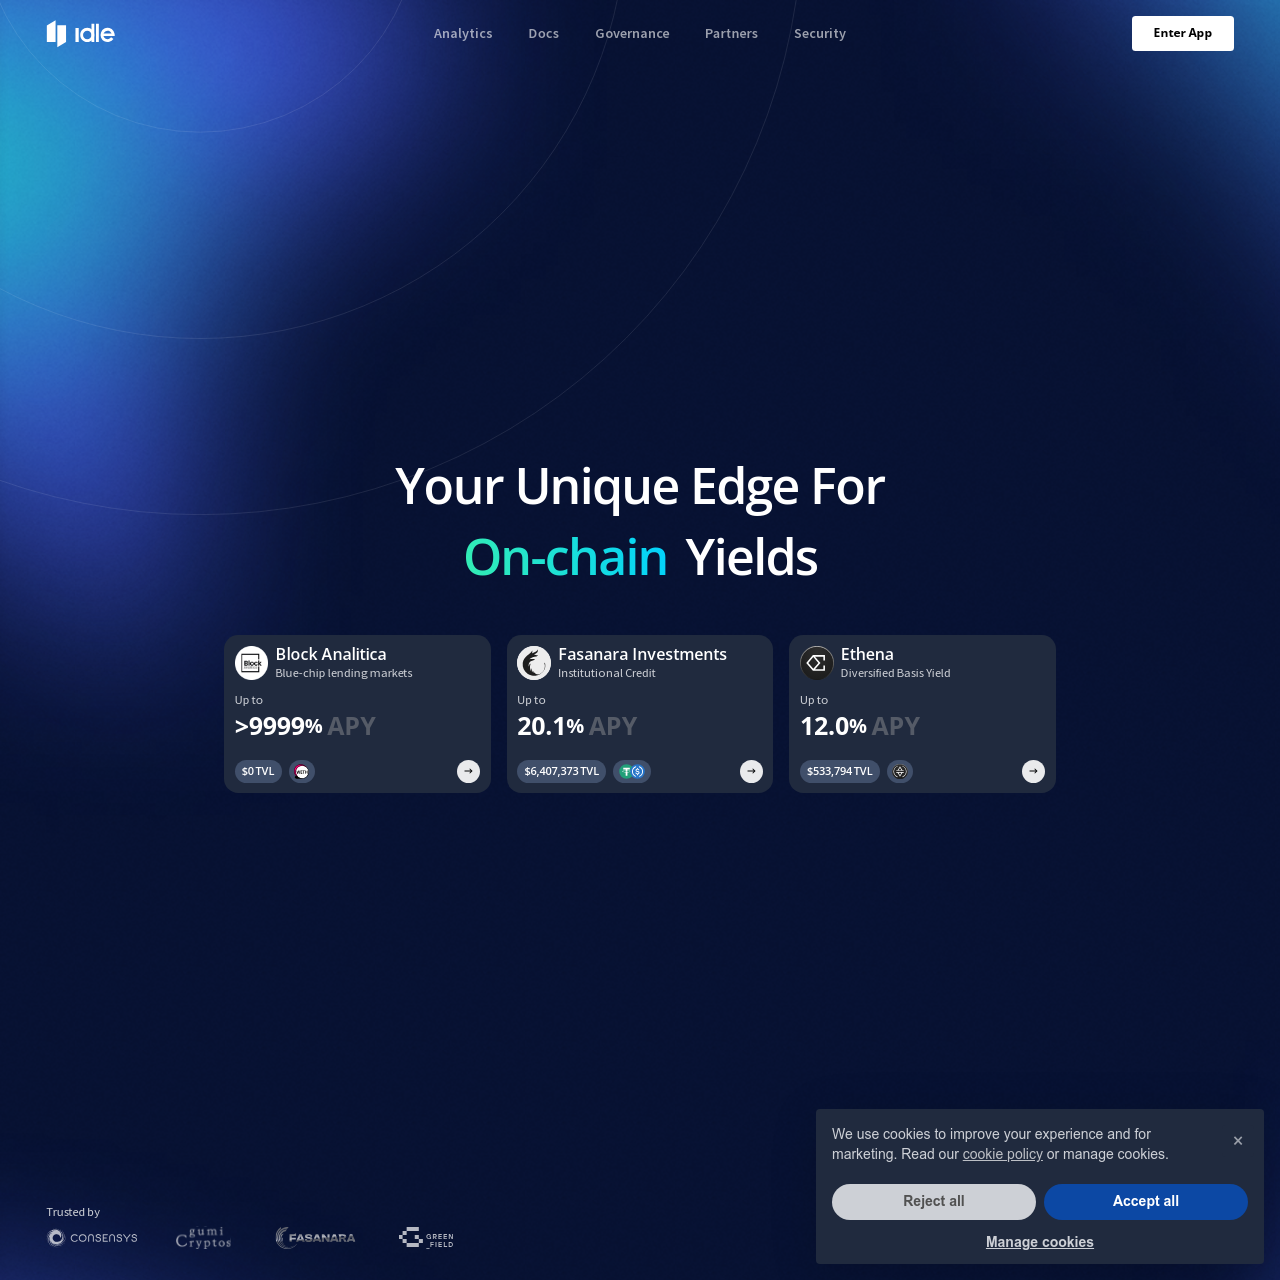 idle
Analytics
Docs
Governance
Partners
Security
Enter App
Your Unique Edge For
On-chain Yields
Block Analitica
Blue-chip lending markets
Up to
>9999% APY
$0 TVL
WETH
Fasanara Investments
Institutional Credit
Up to
20.1% APY
$6,407,373 TVL
Ethena
Diversified Basis Yield
Up to
12.0% APY
$533,794 TVL
We use cookies to improve your experience and for
marketing. Read our cookie policy or manage cookies.
×
Reject all
Accept all
Manage cookies
Trusted by
CONSENSYS
gumi
Cryptos
FASANARA
GREEN
_FIELD